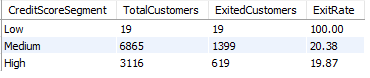 CreditScoreSegment TotalCustomers ExitedCustomers ExitRate
Low 19 19 100.00
Medium 6865 1399 20.38
High 3116 619 19.87